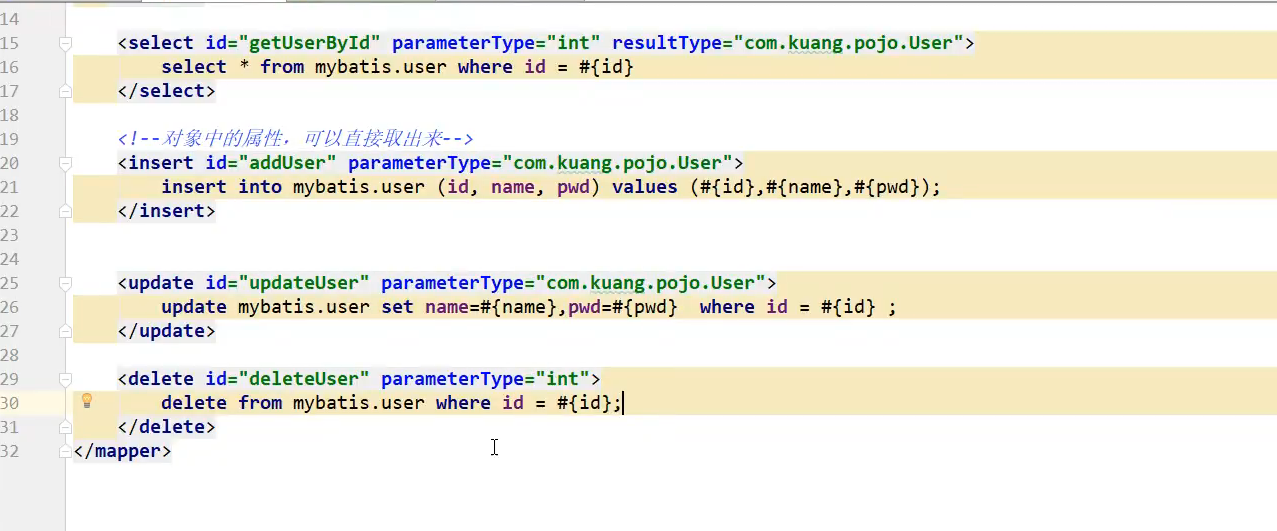 14
15 <select id="getUserById" parameterType="int" resultType="com.kuang.pojo.User">
16 select * from mybatis.user where id = #{id}
17 </select>
18
19 <!--对象中的属性，可以直接取出来-->
20 <insert id="addUser" parameterType="com.kuang.pojo.User">
21 insert into mybatis.user (id, name, pwd) values (#{id},#{name},#{pwd});
22 </insert>
23
24
25 <update id="updateUser" parameterType="com.kuang.pojo.User">
26 update mybatis.user set name=#{name},pwd=#{pwd}  where id = #{id} ;
27 </update>
28
29 <delete id="deleteUser" parameterType="int">
30 delete from mybatis.user where id = #{id};
31 </delete>
32 </mapper>